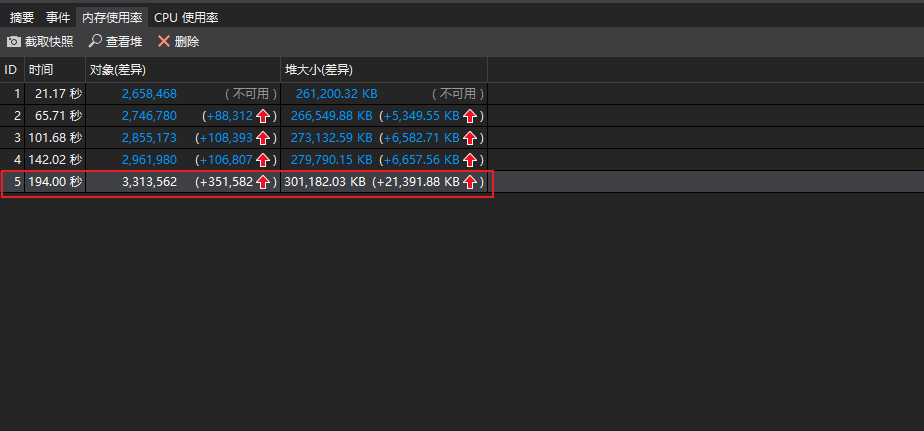 摘要 事件 内存使用率 CPU 使用率
截取快照 查看堆 删除
ID 时间 对象(差异) 堆大小(差异)
1 21.17 秒 2,658,468 (不可用) 261,200.32 KB (不可用)
2 65.71 秒 2,746,780 (+88,312) 266,549.88 KB (+5,349.55 KB)
3 101.68 秒 2,855,173 (+108,393) 273,132.59 KB (+6,582.71 KB)
4 142.02 秒 2,961,980 (+106,807) 279,790.15 KB (+6,657.56 KB)
5 194.00 秒 3,313,562 (+351,582) 301,182.03 KB (+21,391.88 KB)